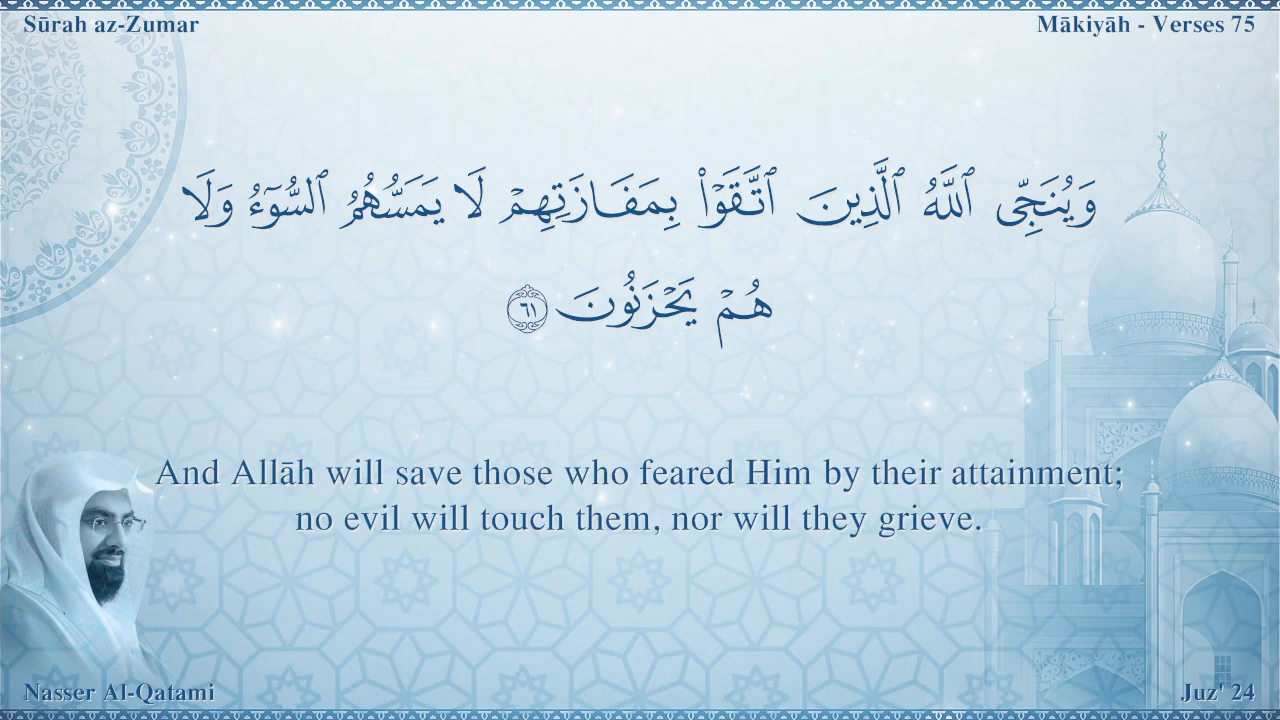 Sūrah az-Zumar
Mākiyāh - Verses 75
وَيُنَجِّى ٱللَّهُ ٱلَّذِينَ ٱتَّقَوْا۟ بِمَفَازَتِهِمْ لَا يَمَسُّهُمُ ٱلسُّوٓءُ وَلَا
هُمْ يَحْزَنُونَ ٦١
And Allāh will save those who feared Him by their attainment;
no evil will touch them, nor will they grieve.
Nasser Al-Qatami
Juz' 24